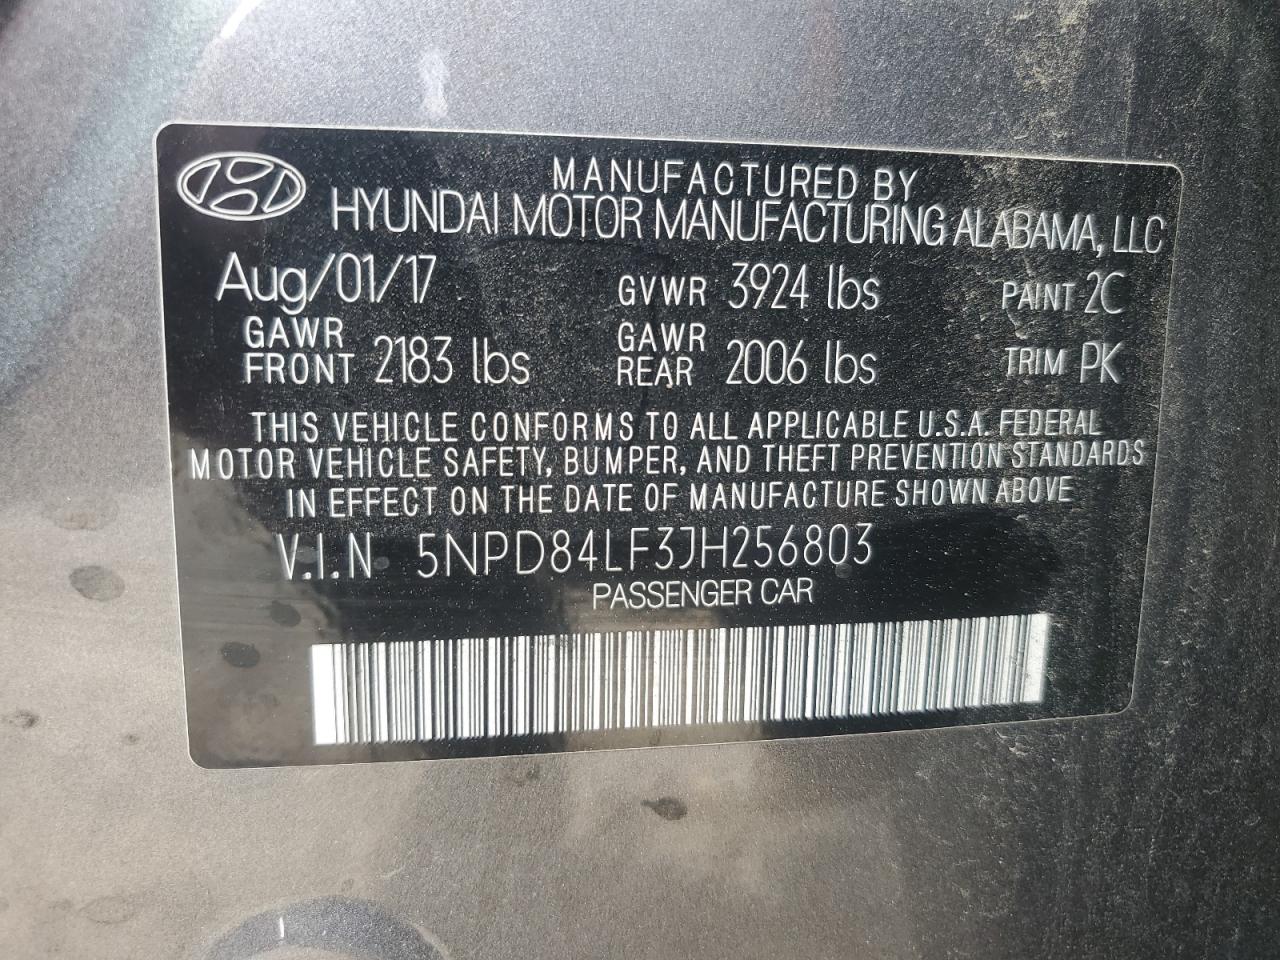 MANUFACTURED BY
HYUNDAI MOTOR MANUFACTURING ALABAMA, LLC
Aug/01/17 GVWR 3924 lbs PAINT 2C
GAWR FRONT 2183 lbs GAWR REAR 2006 lbs TRIM PK
THIS VEHICLE CONFORMS TO ALL APPLICABLE U.S.A. FEDERAL
MOTOR VEHICLE SAFETY, BUMPER, AND THEFT PREVENTION STANDARDS
IN EFFECT ON THE DATE OF MANUFACTURE SHOWN ABOVE
V.I.N 5NPD84LF3JH256803
PASSENGER CAR